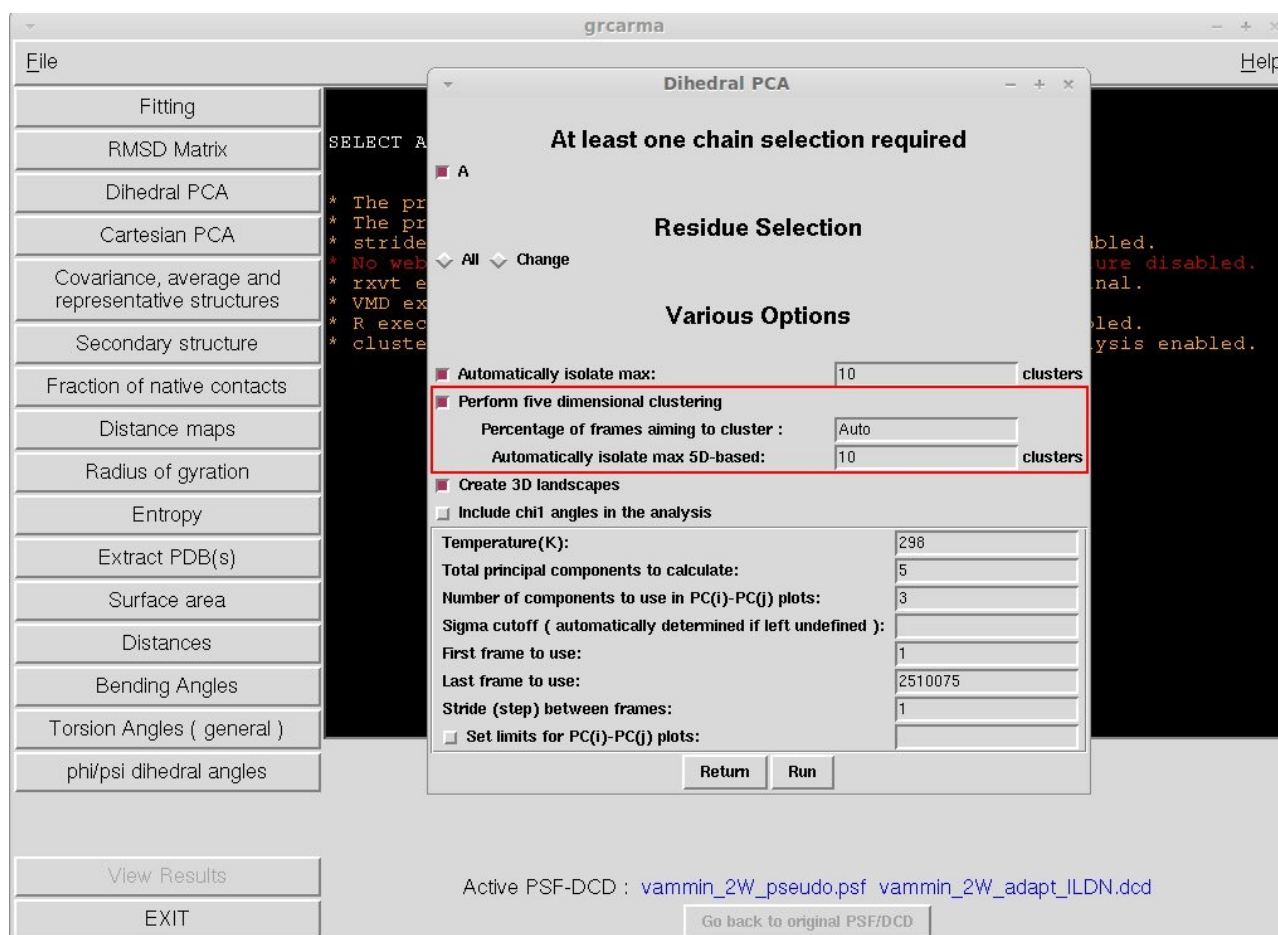 grcarma
File
Help
Fitting
RMSD Matrix
Dihedral PCA
Cartesian PCA
Covariance, average and
representative structures
Secondary structure
Fraction of native contacts
Distance maps
Radius of gyration
Entropy
Extract PDB(s)
Surface area
Distances
Bending Angles
Torsion Angles ( general )
phi/psi dihedral angles
View Results
EXIT
SELECT A
* The pr
* The pr
* stride
bled.
* No web
ure disabled.
* rxvt e
nal.
* VMD ex
* R exec
led.
* cluste
ysis enabled.
Dihedral PCA
At least one chain selection required
A
Residue Selection
All Change
Various Options
Automatically isolate max: 10 clusters
Perform five dimensional clustering
Percentage of frames aiming to cluster : Auto
Automatically isolate max 5D-based: 10 clusters
Create 3D landscapes
Include chi1 angles in the analysis
Temperature(K): 298
Total principal components to calculate: 5
Number of components to use in PC(i)-PC(j) plots: 3
Sigma cutoff ( automatically determined if left undefined ):
First frame to use: 1
Last frame to use: 2510075
Stride (step) between frames: 1
Set limits for PC(i)-PC(j) plots:
Return Run
Active PSF-DCD : vammin_2W_pseudo.psf vammin_2W_adapt_ILDN.dcd
Go back to original PSF/DCD